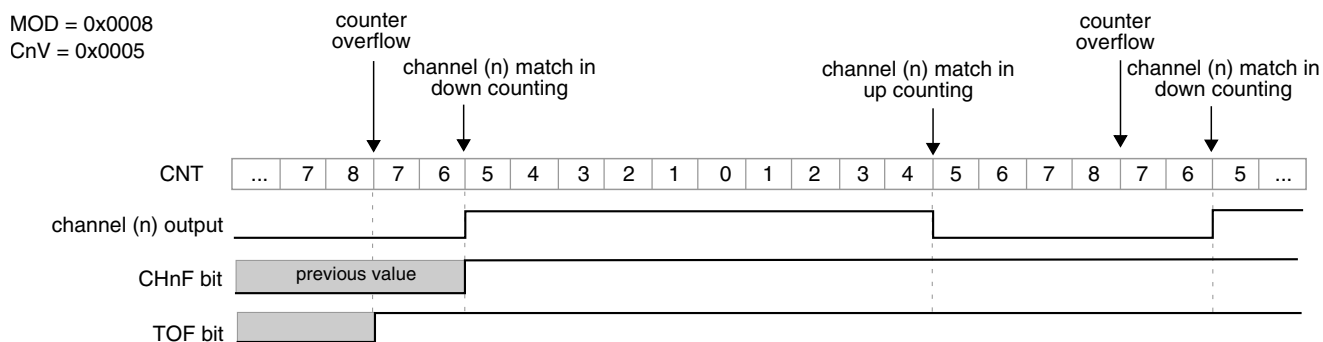 MOD = 0x0008
CnV = 0x0005
counter
overflow
channel (n) match in
down counting
channel (n) match in
up counting
counter
overflow
channel (n) match in
down counting
CNT ... 7 8 7 6 5 4 3 2 1 0 1 2 3 4 5 6 7 8 7 6 5 ...
channel (n) output
CHnF bit previous value
TOF bit